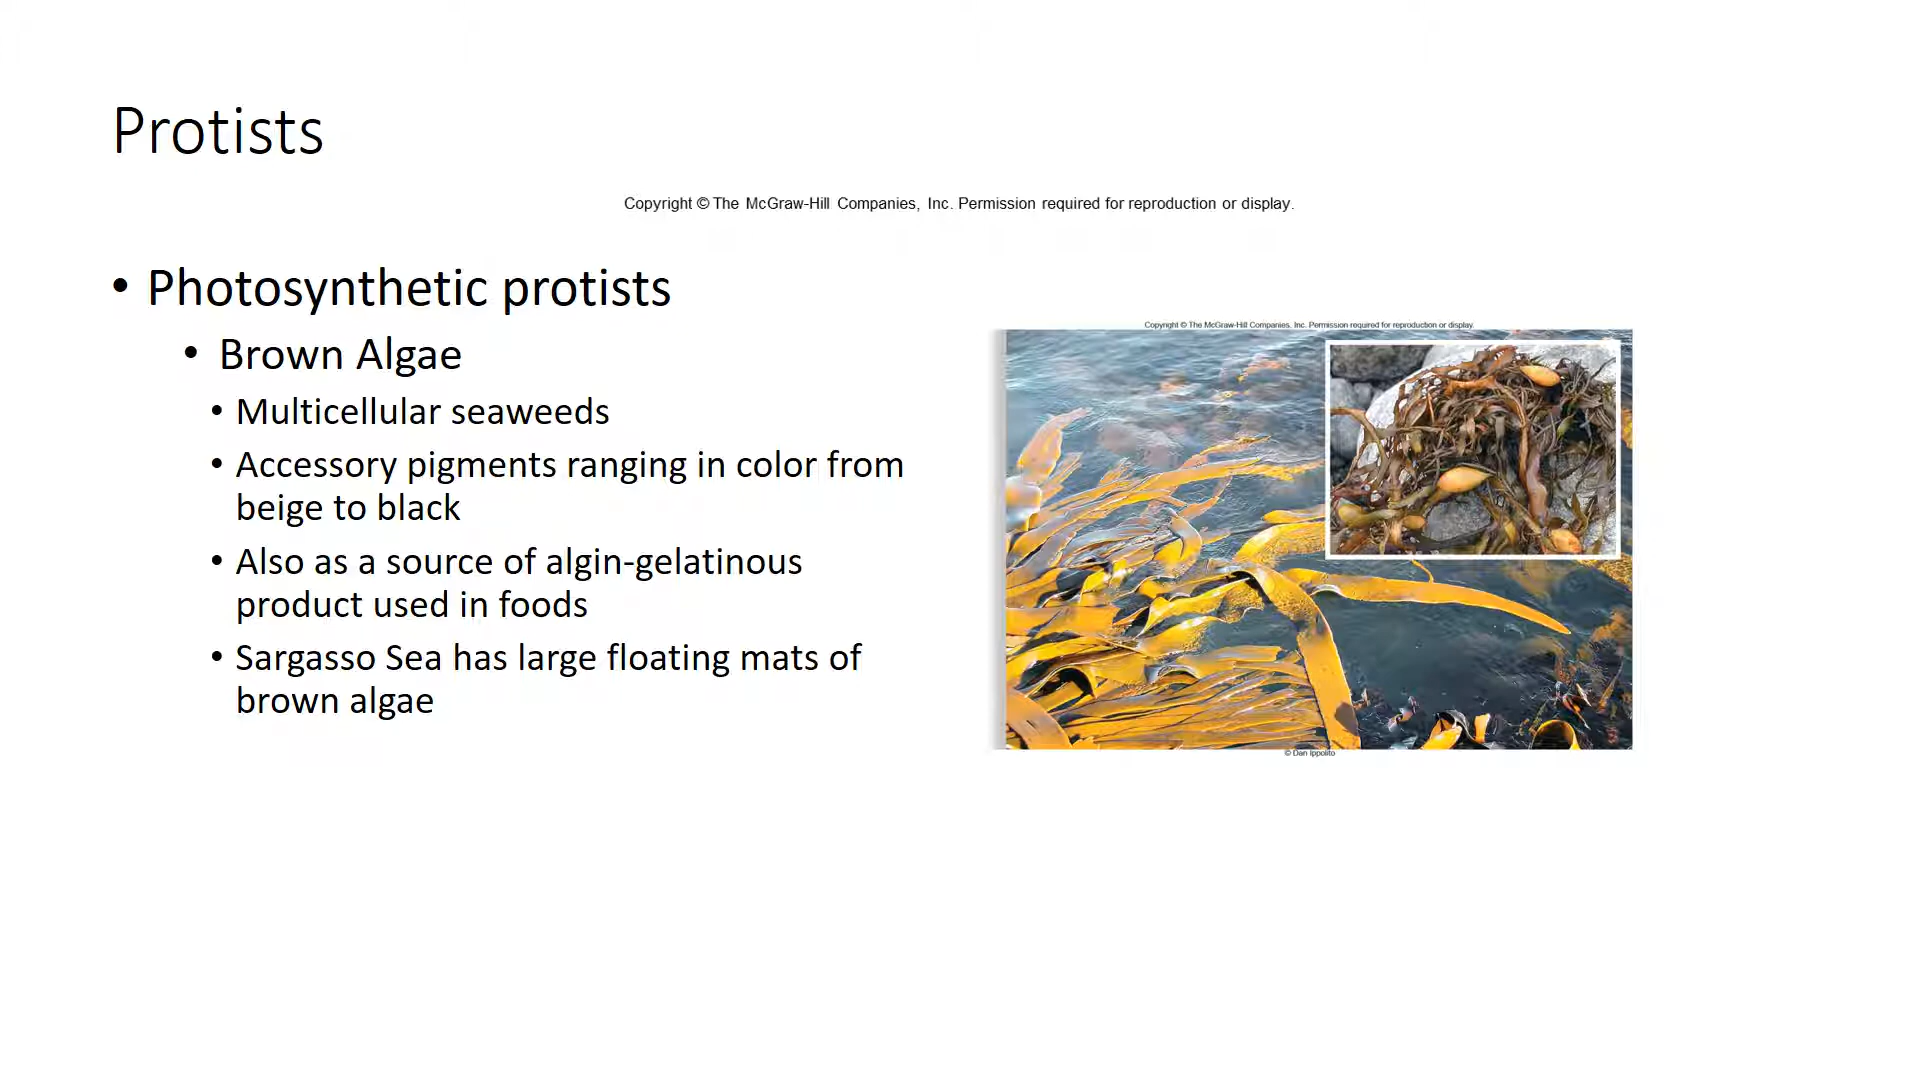 Protists
Copyright © The McGraw-Hill Companies, Inc. Permission required for reproduction or display.
• Photosynthetic protists
• Brown Algae
• Multicellular seaweeds
• Accessory pigments ranging in color from
beige to black
• Also as a source of algin-gelatinous
product used in foods
• Sargasso Sea has large floating mats of
brown algae
Copyright © The McGraw-Hill Companies, Inc. Permission required for reproduction or display.
© Dan Ippolito